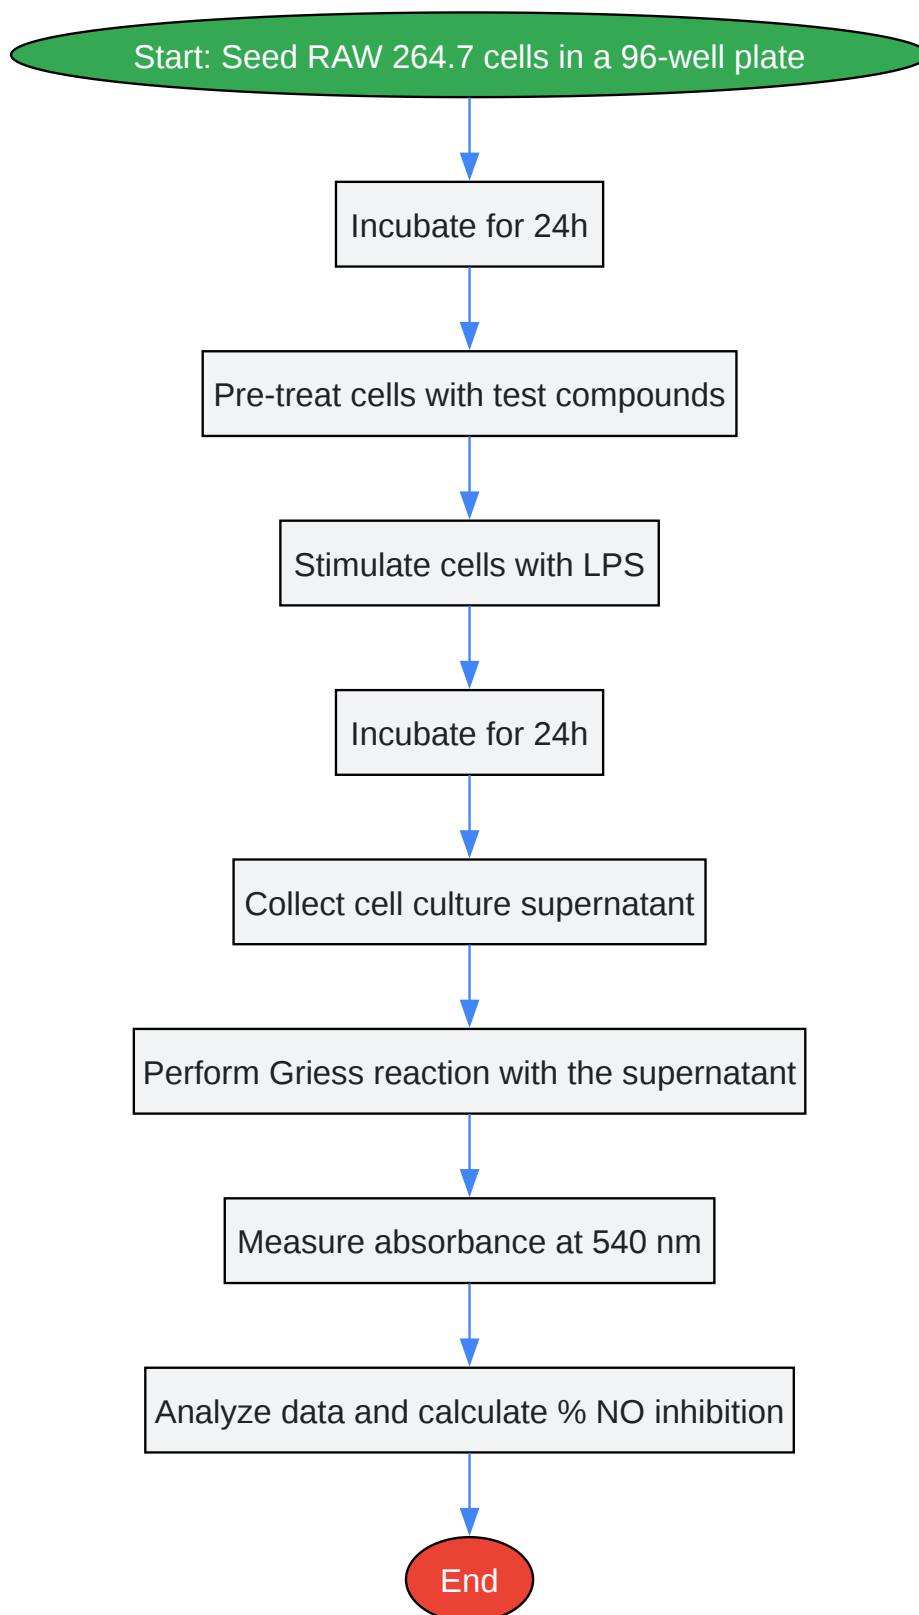 Start: Seed RAW 264.7 cells in a 96-well plate
Incubate for 24h
Pre-treat cells with test compounds
Stimulate cells with LPS
Incubate for 24h
Collect cell culture supernatant
Perform Griess reaction with the supernatant
Measure absorbance at 540 nm
Analyze data and calculate % NO inhibition
End